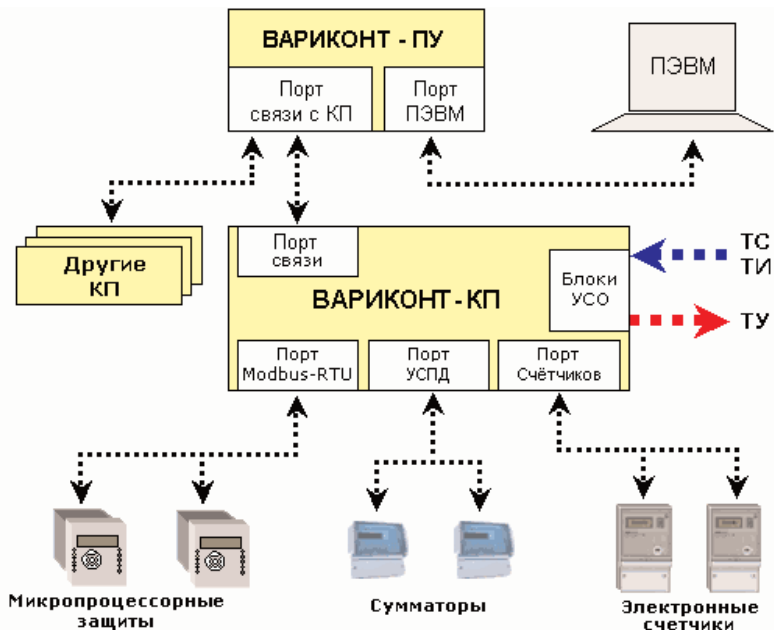 ВАРИКОНТ - ПУ
Порт
связи с КП
Порт
ПЭВМ
ПЭВМ
Другие
КП
Порт
связи
ВАРИКОНТ-КП
Блоки
УСО
ТС
ТИ
ТУ
Порт
Modbus-RTU
Порт
УСПД
Порт
Счётчиков
Микропроцессорные
защиты
Сумматоры
Электронные
счетчики